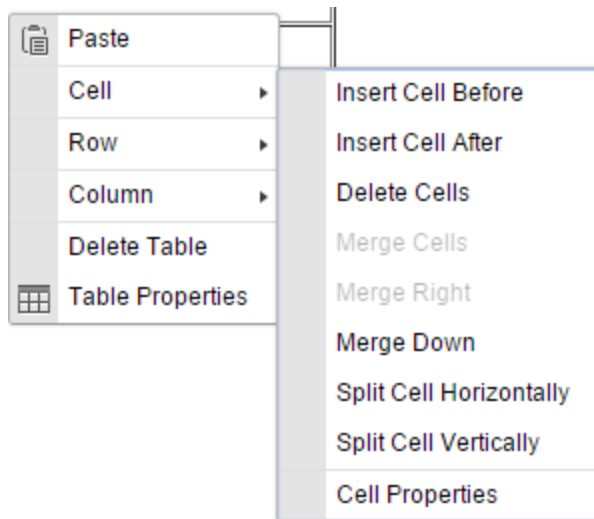 Paste
Cell
Row
Column
Delete Table
Table Properties
Insert Cell Before
Insert Cell After
Delete Cells
Merge Cells
Merge Right
Merge Down
Split Cell Horizontally
Split Cell Vertically
Cell Properties